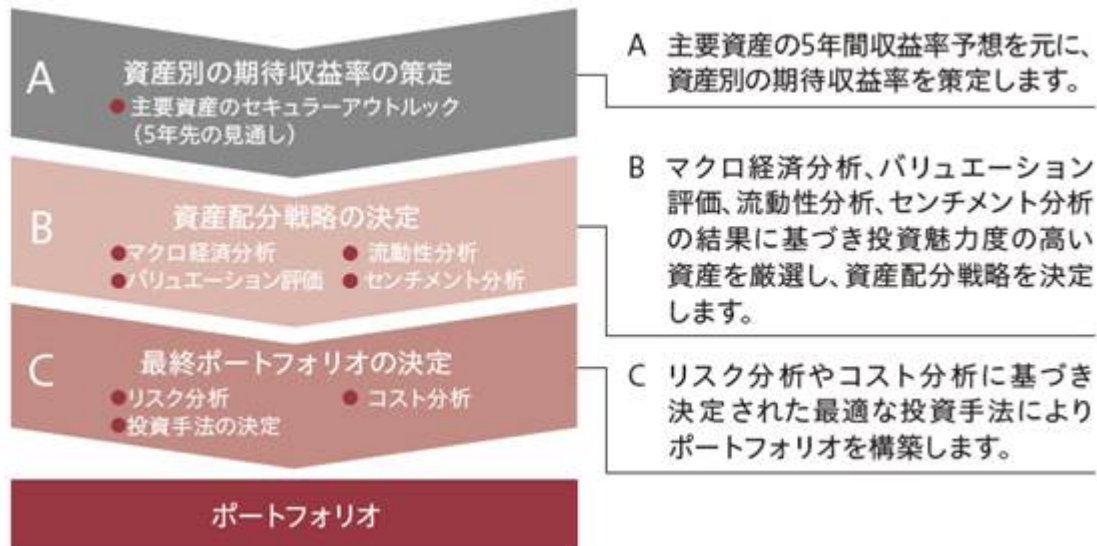 A
資産別の期待収益率の策定
●主要資産のセキュラーアウトルック
（5年先の見通し）
B
資産配分戦略の決定
●マクロ経済分析 ●流動性分析
●バリュエーション評価 ●センチメント分析
C
最終ポートフォリオの決定
●リスク分析 ●コスト分析
●投資手法の決定
ポートフォリオ
A 主要資産の5年間収益率予想を元に、
資産別の期待収益率を策定します。
B マクロ経済分析、バリュエーション
評価、流動性分析、センチメント分析
の結果に基づき投資魅力度の高い
資産を厳選し、資産配分戦略を決定
します。
C リスク分析やコスト分析に基づき
決定された最適な投資手法により
ポートフォリオを構築します。